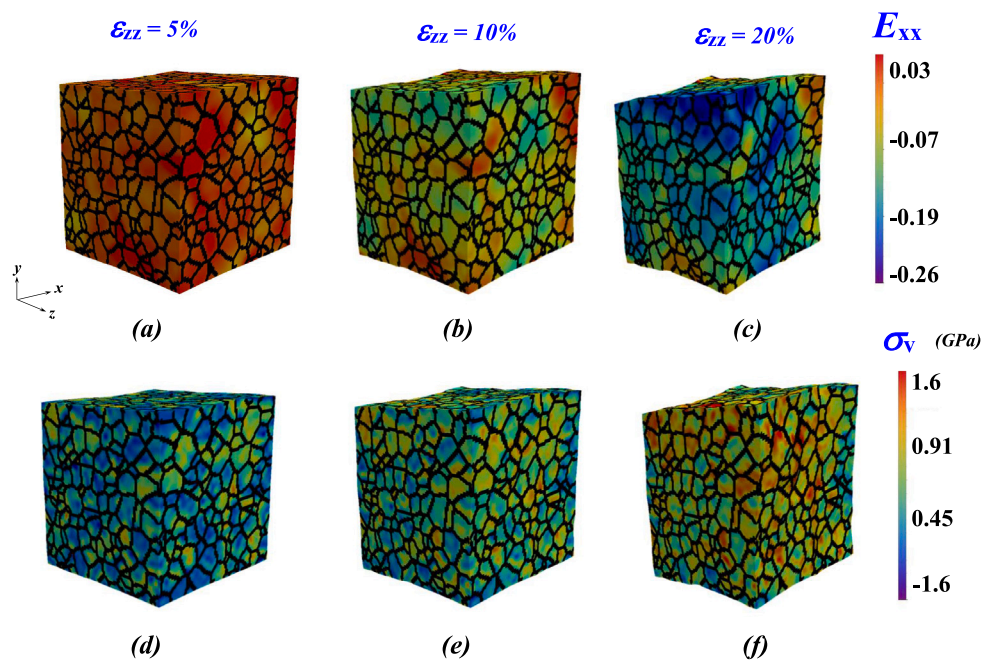 εzz = 5%
εzz = 10%
εzz = 20%
Exx
0.03
-0.07
-0.19
-0.26
y
x
z
(a)
(b)
(c)
σv (GPa)
1.6
0.91
0.45
-1.6
(d)
(e)
(f)